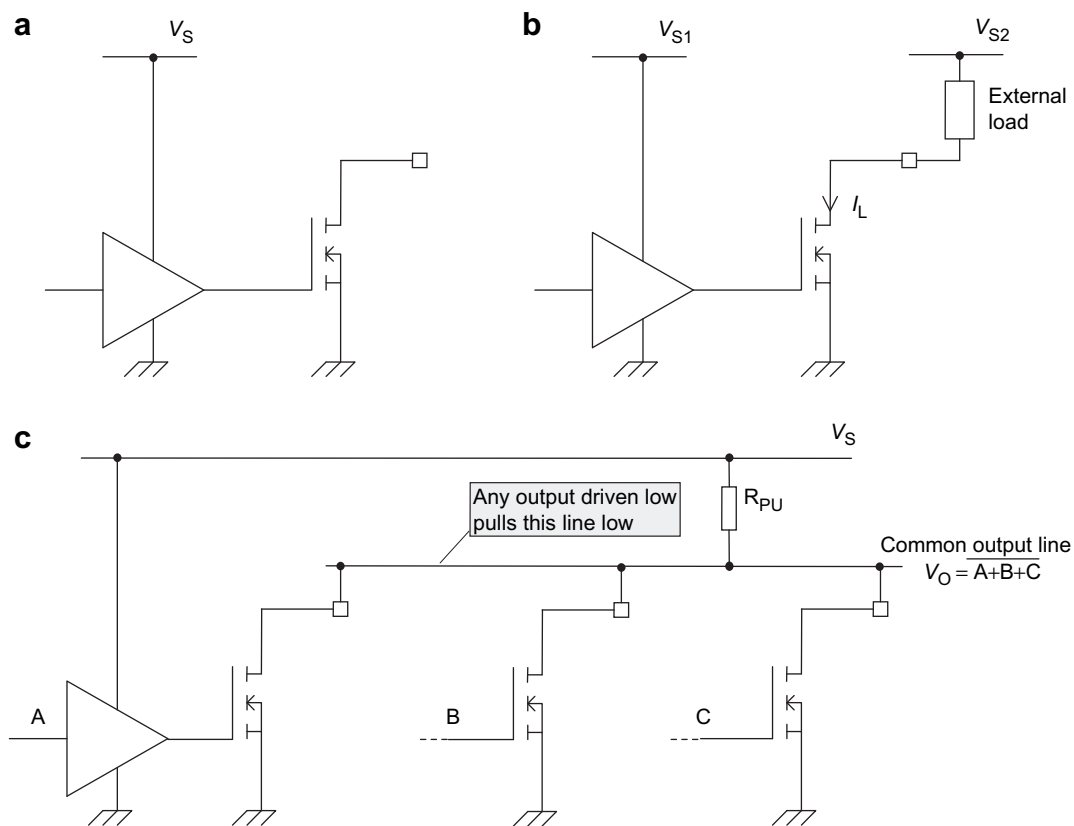 a
V_S
b
V_S1
V_S2
External
load
I_L
c
V_S
Any output driven low
pulls this line low
R_PU
Common output line
V_O = \overline{A+B+C}
A
B
C